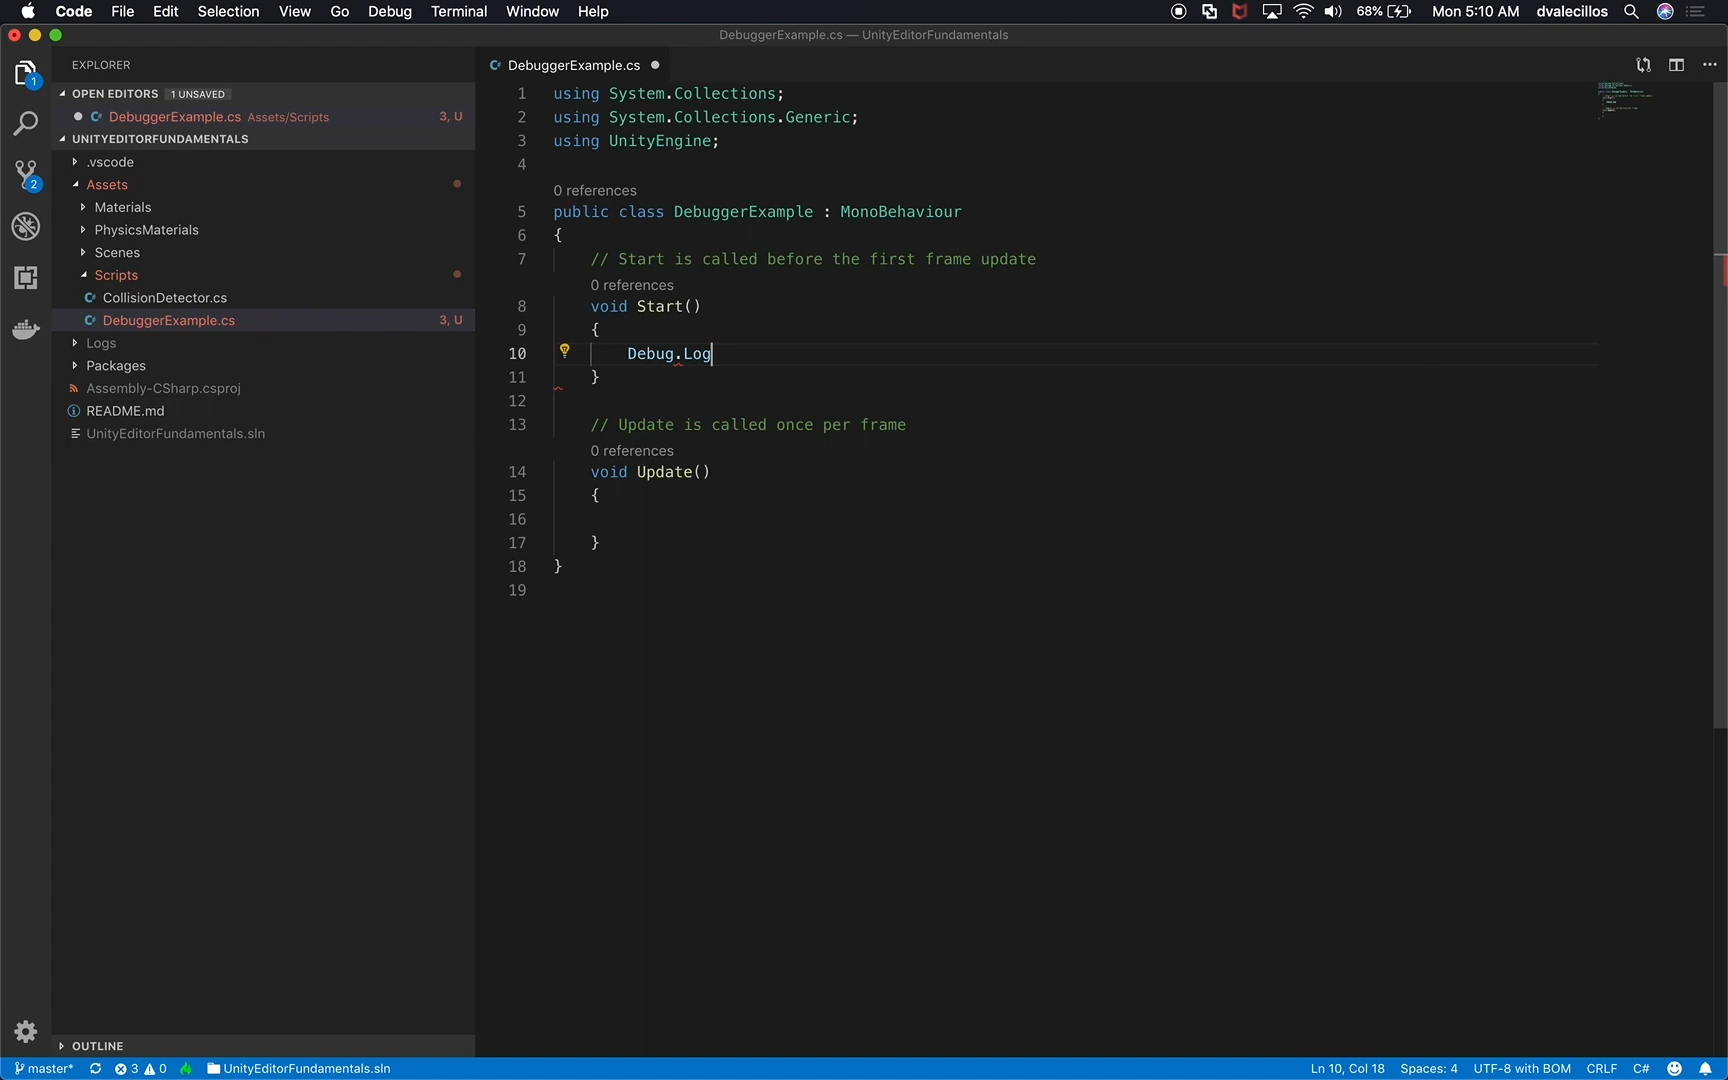 Code File Edit Selection View Go Debug Terminal Window Help 68% Mon 5:10 AM dvalecillos
DebuggerExample.cs — UnityEditorFundamentals
EXPLORER
1
OPEN EDITORS 1 UNSAVED
DebuggerExample.cs Assets/Scripts 3, U
UNITYEDITORFUNDAMENTALS
.vscode
2
Assets
Materials
PhysicsMaterials
Scenes
Scripts
CollisionDetector.cs
DebuggerExample.cs 3, U
Logs
Packages
Assembly-CSharp.csproj
README.md
UnityEditorFundamentals.sln
OUTLINE
DebuggerExample.cs
1 using System.Collections;
2 using System.Collections.Generic;
3 using UnityEngine;
4
0 references
5 public class DebuggerExample : MonoBehaviour
6 {
7 // Start is called before the first frame update
0 references
8 void Start()
9 {
10 Debug.Log
11 }
12
13 // Update is called once per frame
0 references
14 void Update()
15 {
16
17 }
18 }
19
master* 3 0 UnityEditorFundamentals.sln Ln 10, Col 18 Spaces: 4 UTF-8 with BOM CRLF C#